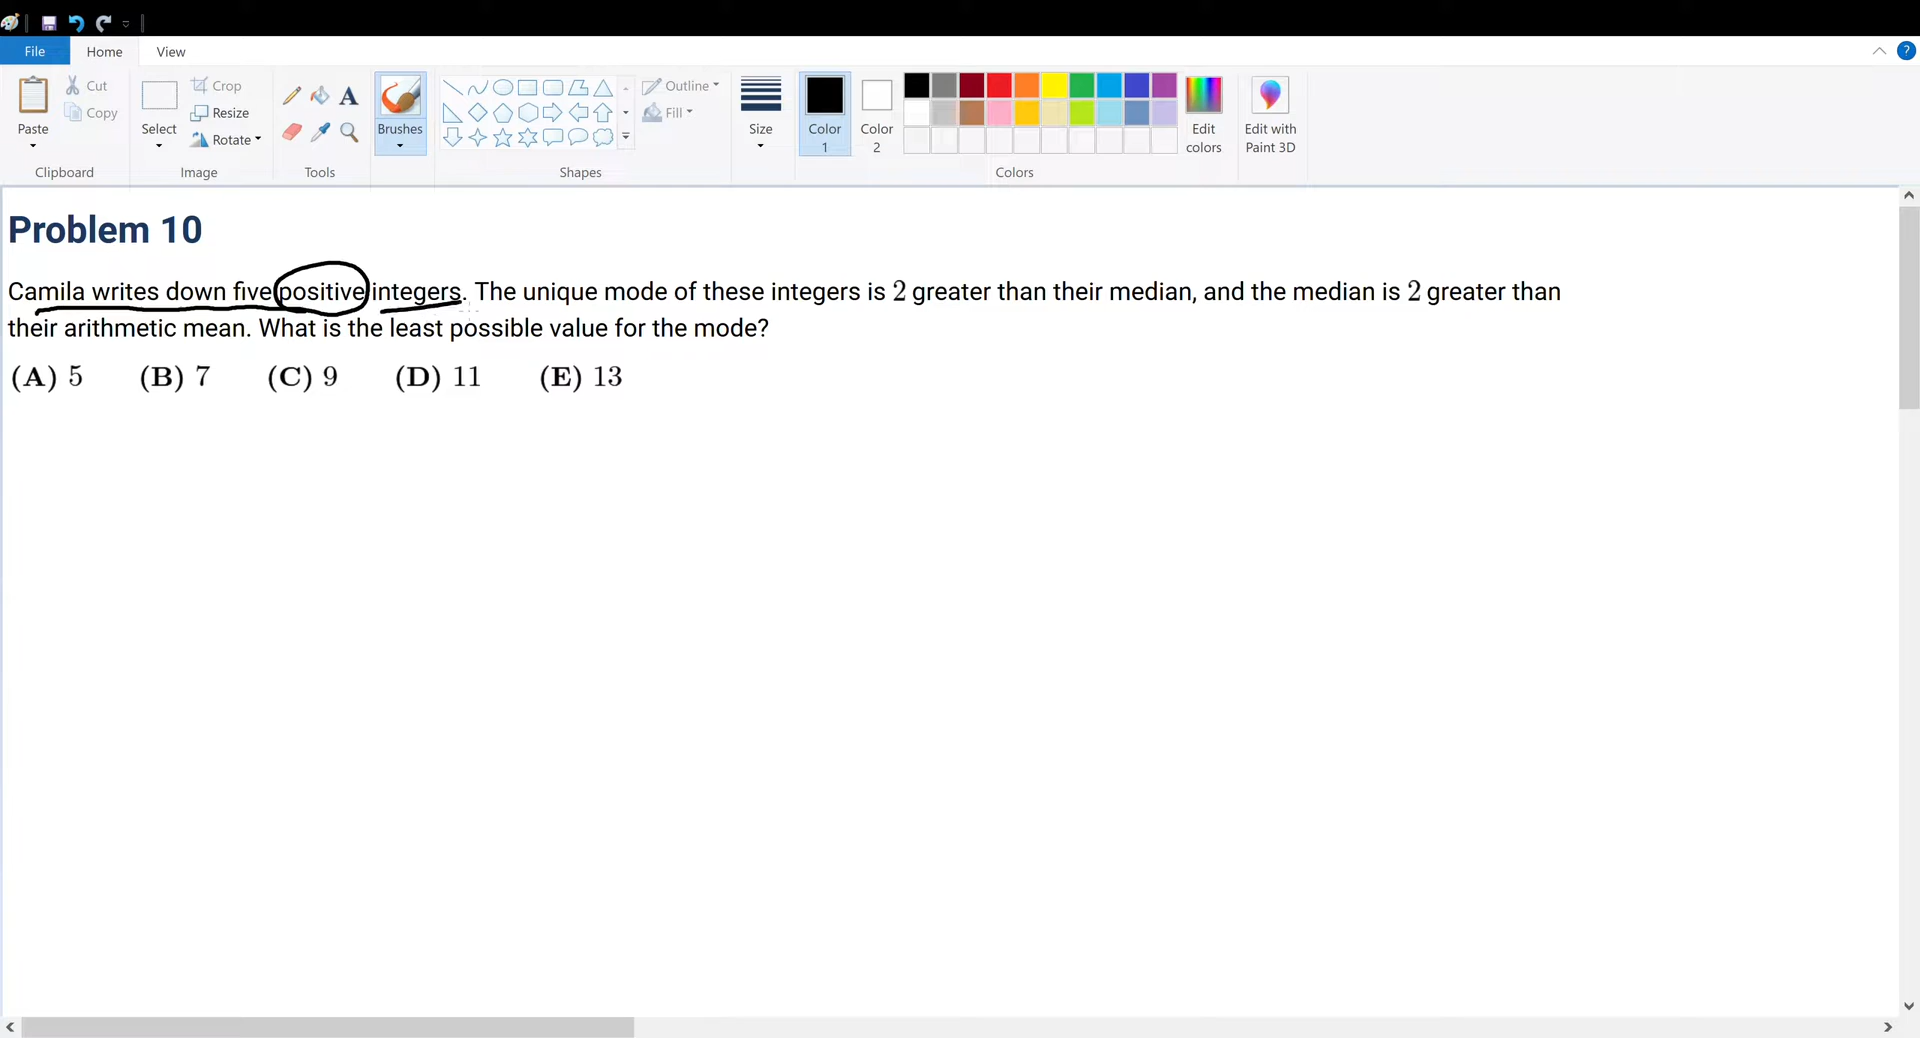 File Home View
Paste Cut Copy Clipboard
Select Crop Resize Rotate Image
A Tools
Brushes
Outline Fill Shapes
Size
Color 1 Color 2 Edit colors Colors
Edit with Paint 3D
?
Problem 10
Camila writes down five positive integers. The unique mode of these integers is 2 greater than their median, and the median is 2 greater than
their arithmetic mean. What is the least possible value for the mode?
(A) 5 (B) 7 (C) 9 (D) 11 (E) 13